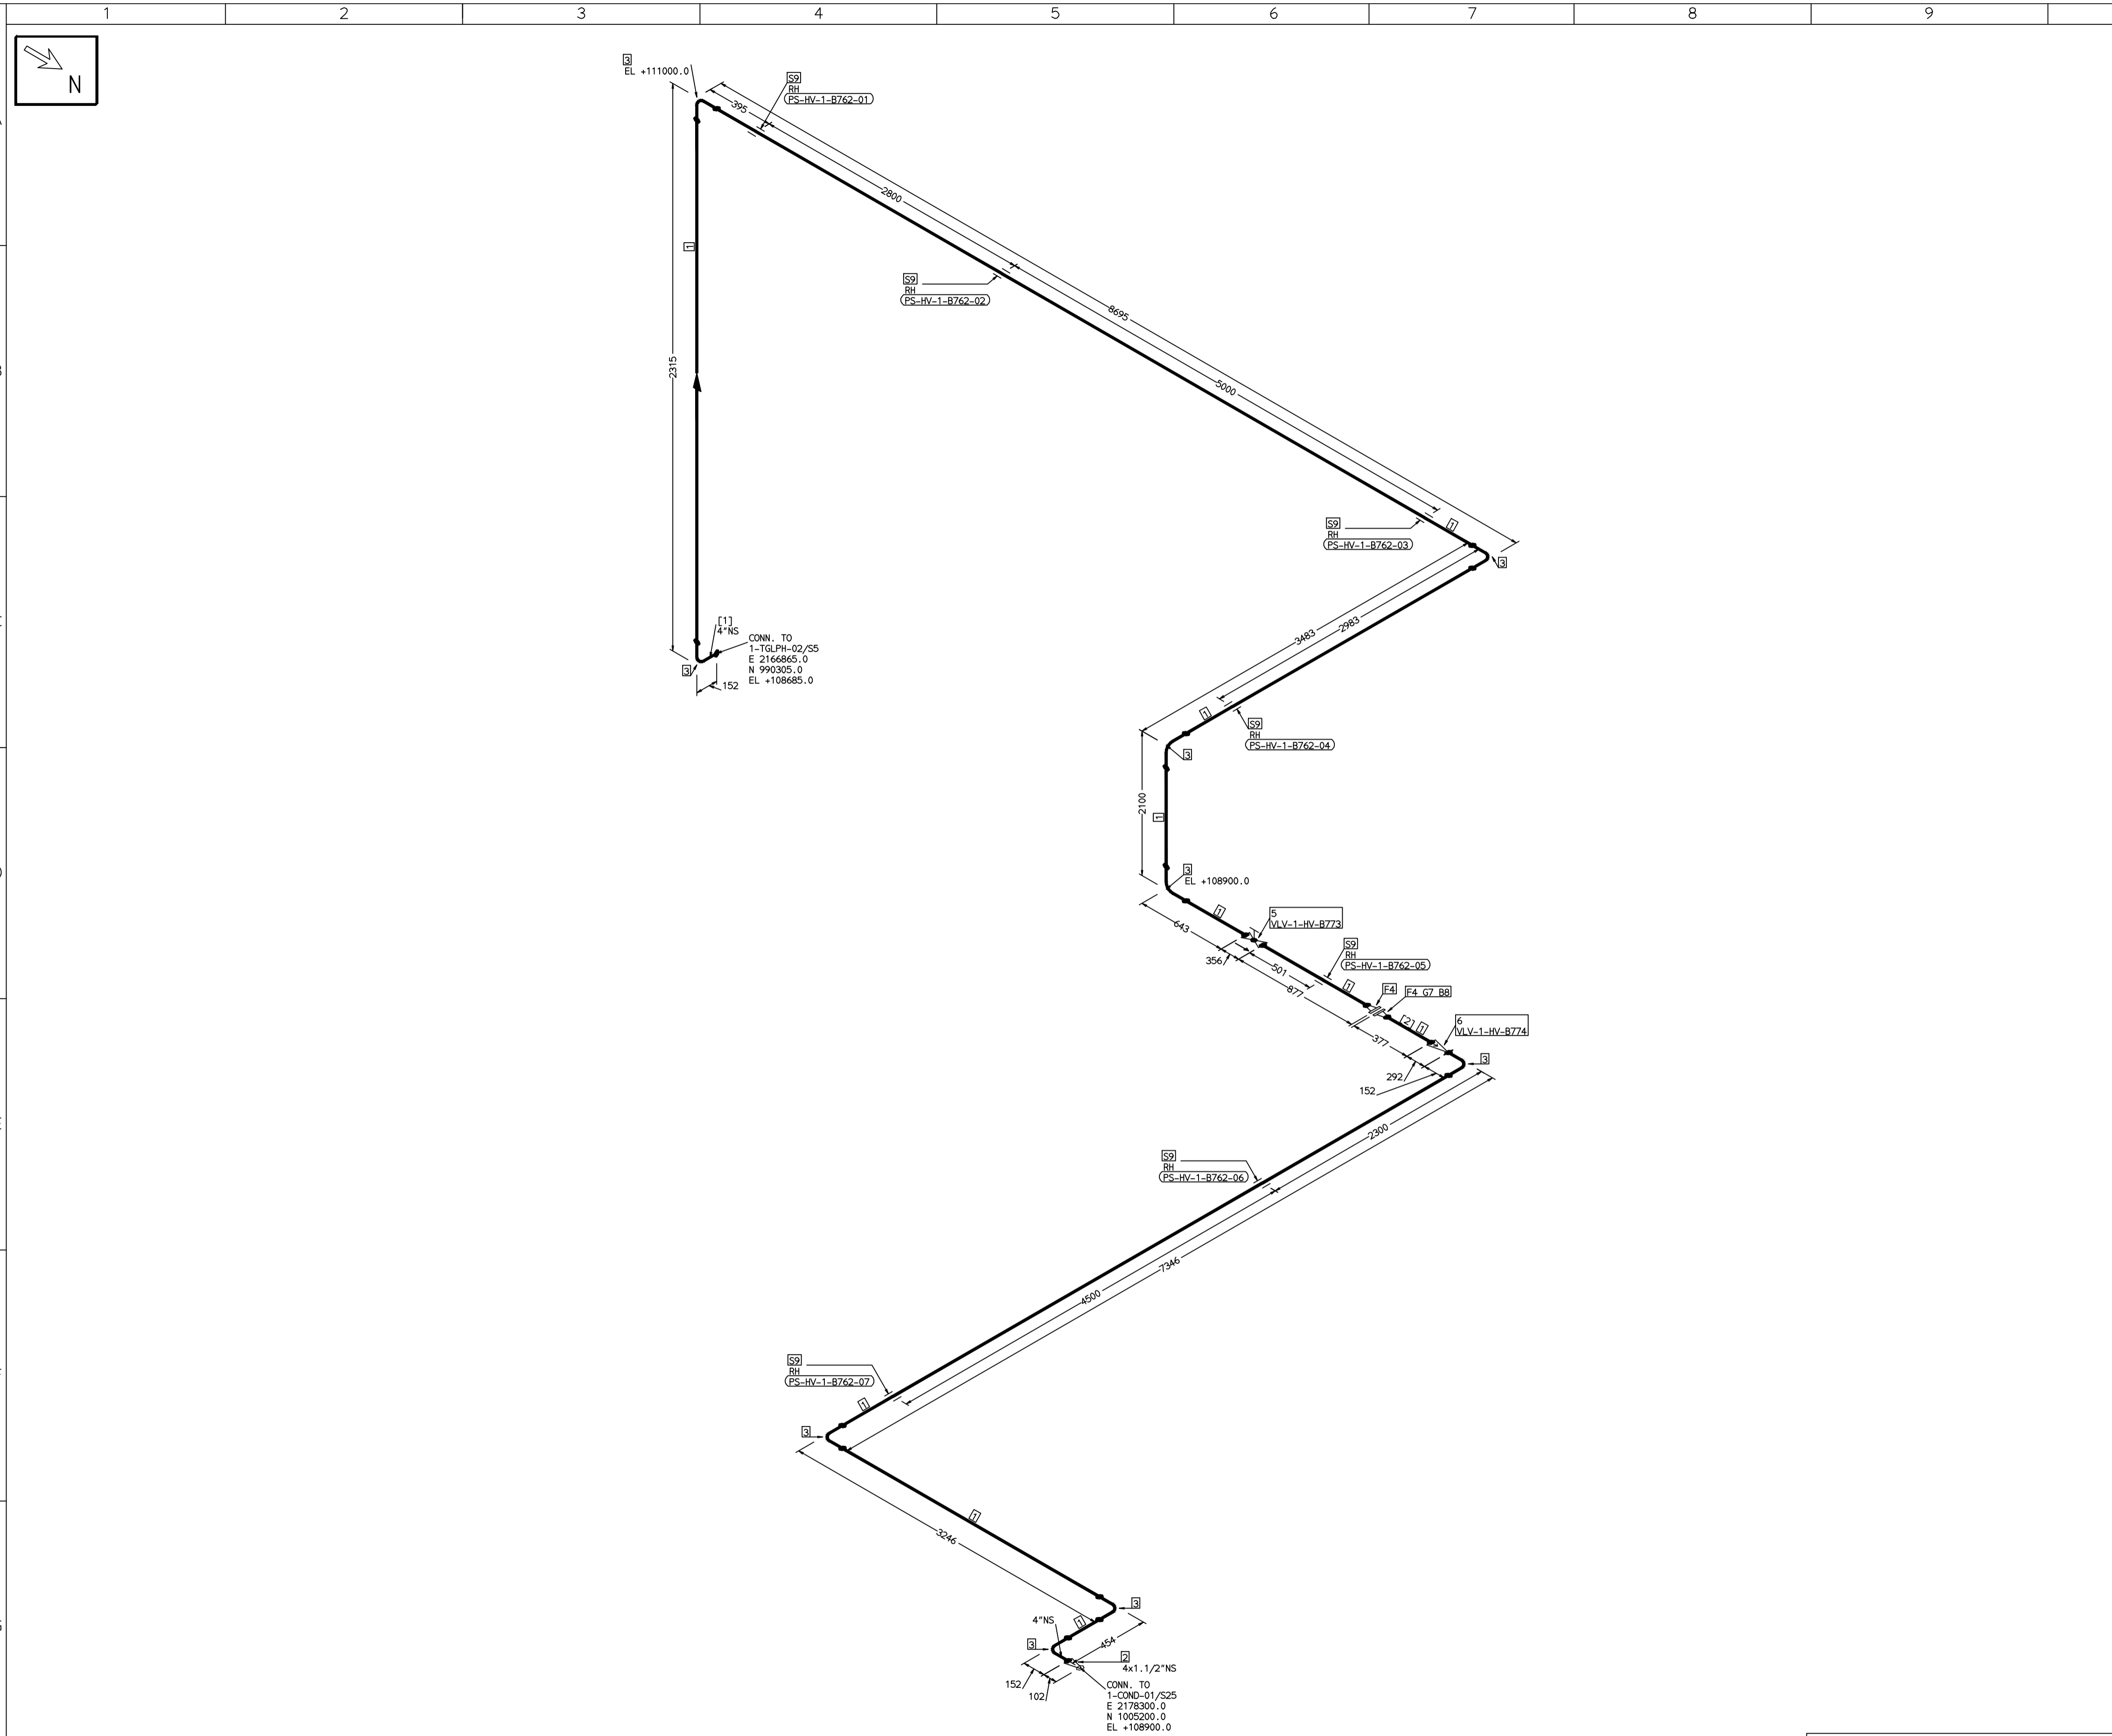 1 2 3 4 5 6 7 8 9
N
3
EL +111000.0
S9
RH
PS-HV-1-B762-01
395
2800
1
S9
RH
PS-HV-1-B762-02
8695
2315
5000
S9
RH
PS-HV-1-B762-03
1
3
[1]
4"NS
CONN. TO
1-TGLPH-02/S5
E 2166865.0
N 990305.0
EL +108685.0
3
152
3483
2983
1
S9
RH
PS-HV-1-B762-04
3
2100
1
3
EL +108900.0
1
643
5
VLV-1-HV-B773
356
501
877
S9
RH
PS-HV-1-B762-05
1
F4
F4 G7 B8
[2]
1
6
VLV-1-HV-B774
377
292
152
3
2300
S9
RH
PS-HV-1-B762-06
7346
4500
S9
RH
PS-HV-1-B762-07
1
3
1
3246
3
4"NS
1
454
3
2
4x1.1/2"NS
152
102
CONN. TO
1-COND-01/S25
E 2178300.0
N 1005200.0
EL +108900.0